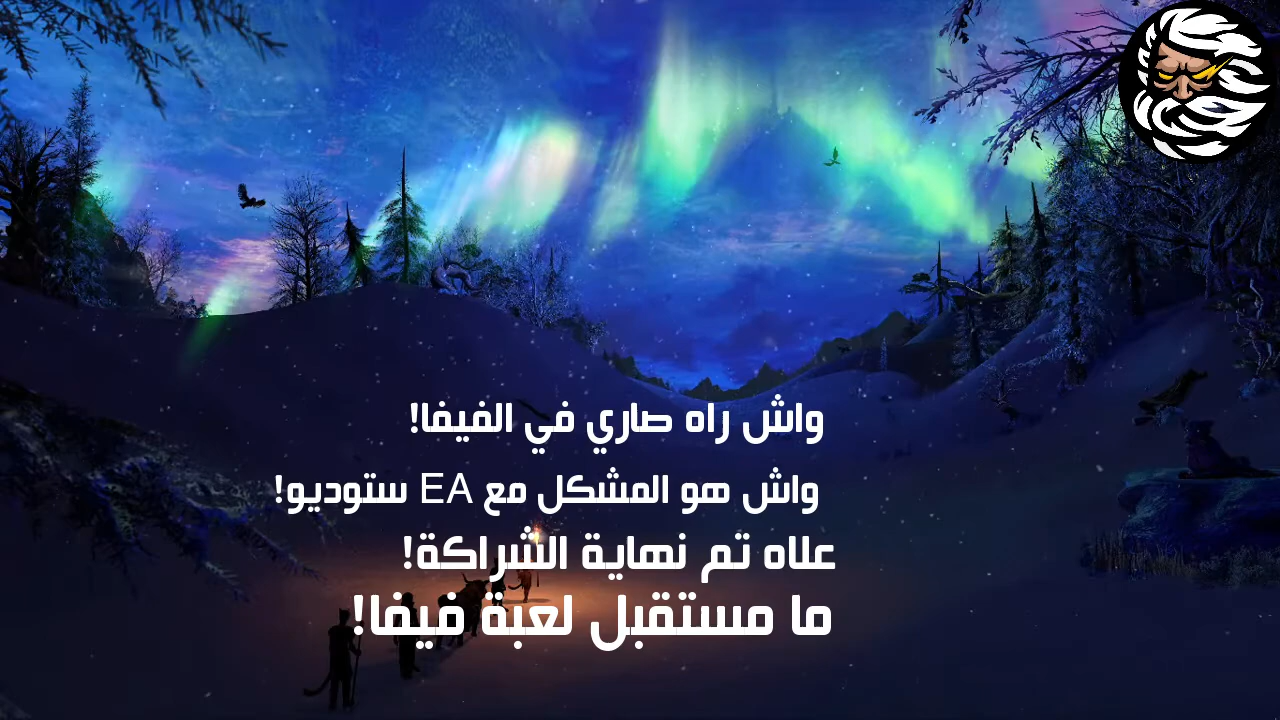 واش راه صاري في الفيفا!
واش هو المشكل مع EA ستوديو!
علاه تم نهاية الشراكة!
ما مستقبل لعبة فيفا!